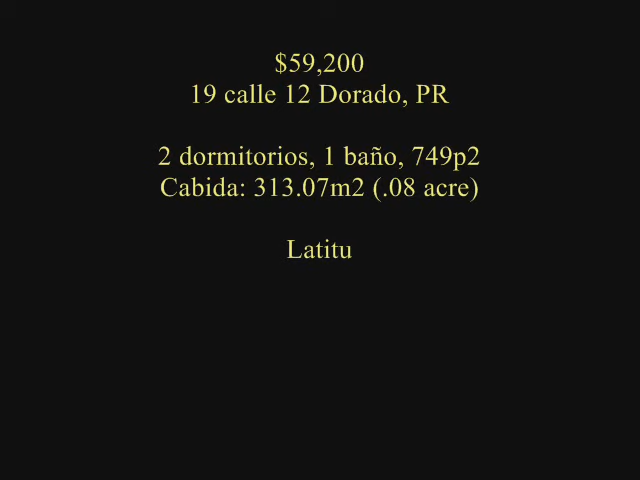 $59,200
19 calle 12 Dorado, PR
2 dormitorios, 1 baño, 749p2
Cabida: 313.07m2 (.08 acre)
Latitu